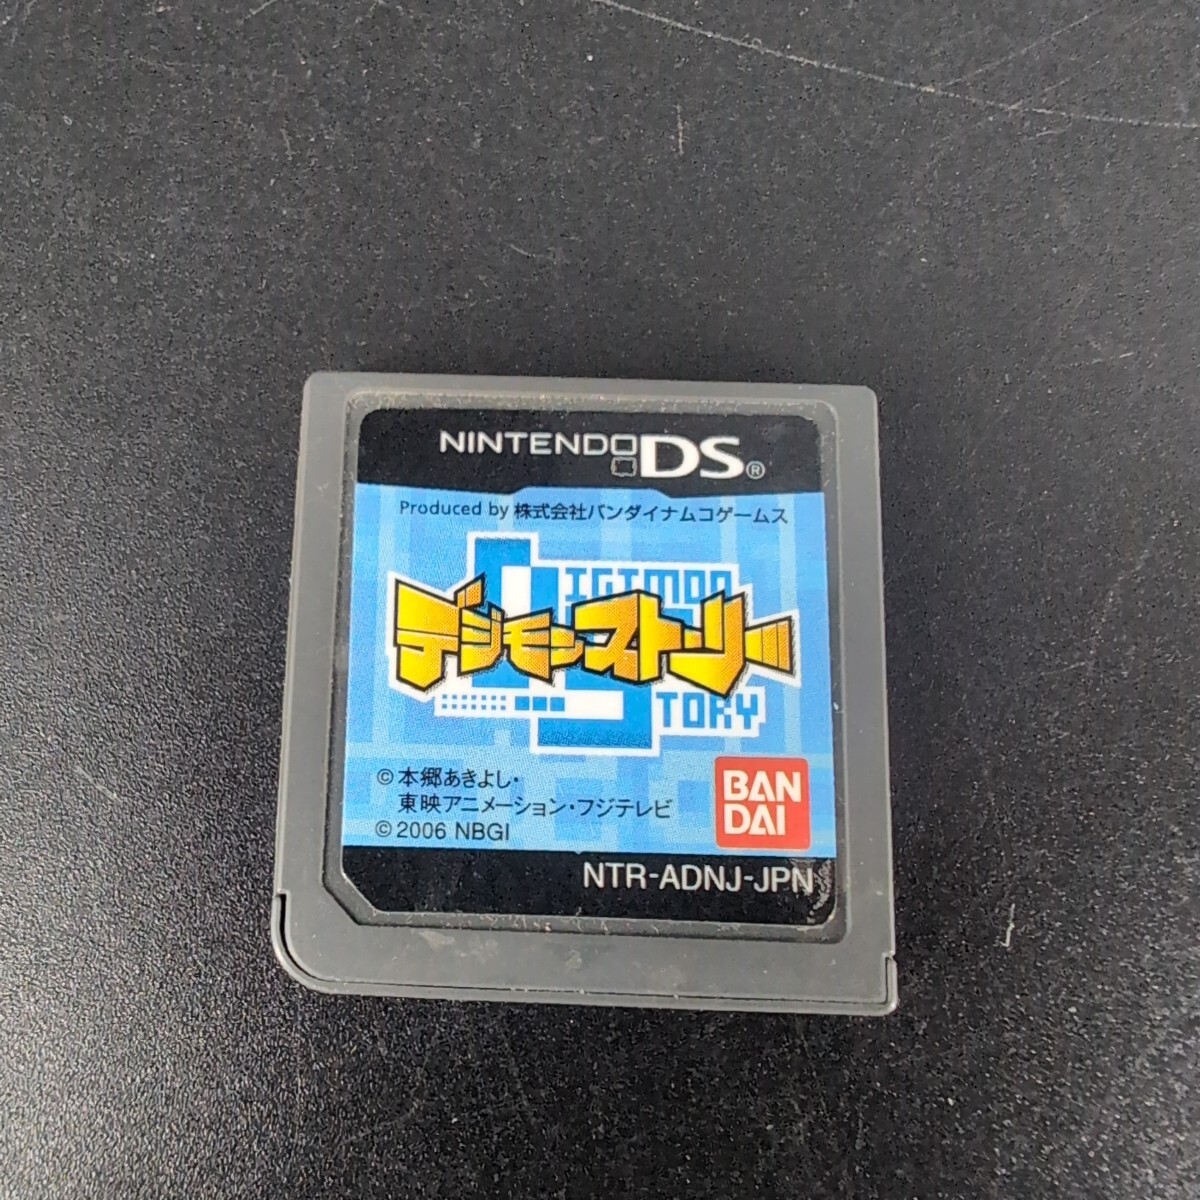 NINTENDO DS®
Produced by 株式会社バンダイナムコゲームス
DIGIMON
デジモンストーリー
STORY
©本郷あきよし・
東映アニメーション・フジテレビ
©2006 NBGI
BAN
DAI
NTR-ADNJ-JPN